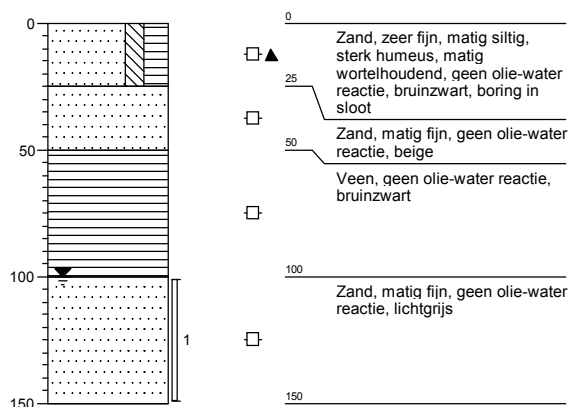 0
50
100
150
1
0
Zand, zeer fijn, matig siltig,
sterk humeus, matig
wortelhoudend, geen olie-water
reactie, bruinzwart, boring in
sloot
25
Zand, matig fijn, geen olie-water
reactie, beige
50
Veen, geen olie-water reactie,
bruinzwart
100
Zand, matig fijn, geen olie-water
reactie, lichtgrijs
150